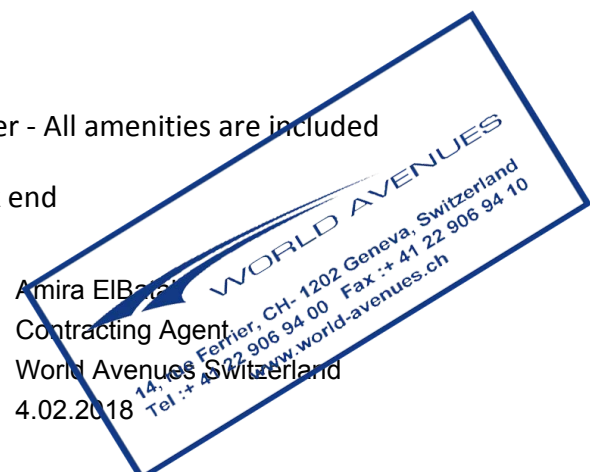 er - All amenities are included
end
WORLD AVENUES
14, rue Ferrier, CH- 1202 Geneva, Switzerland
Tel :+ 41 22 906 94 00 Fax :+ 41 22 906 94 10
www.world-avenues.ch
Amira ElBatal
Contracting Agent
World Avenues Switzerland
4.02.2018